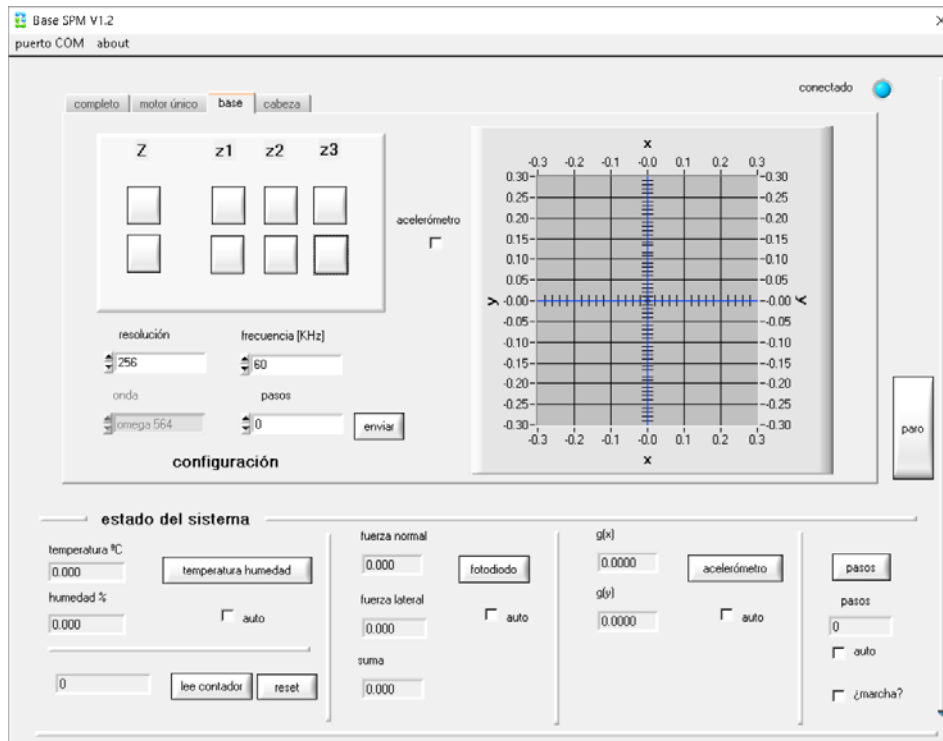 Base SPM V1.2
puerto COM about
conectado
completo motor único base cabeza
Z z1 z2 z3
acelerómetro
x
-0.3 -0.2 -0.1 -0.0 0.1 0.2 0.3
0.30 -0.30
0.25 -0.25
0.20 -0.20
0.15 -0.15
0.10 -0.10
0.05 -0.05
y -0.00 -0.00 y
-0.05 -0.05
-0.10 -0.10
-0.15 -0.15
-0.20 -0.20
-0.25 -0.25
-0.30 -0.30
-0.3 -0.2 -0.1 -0.0 0.1 0.2 0.3
x
resolución frecuencia [KHz]
256 60
onda pasos
omega 564 0 enviar
configuración
paro
estado del sistema
temperatura ºC
0.000 temperatura humedad
humedad %
0.000 auto
0 lee contador reset
fuerza normal
0.000 fotodiodo
fuerza lateral
0.000 auto
suma
0.000
g(x)
0.0000 acelerómetro
g(y)
0.0000 auto
pasos
pasos
0
auto
¿marcha?